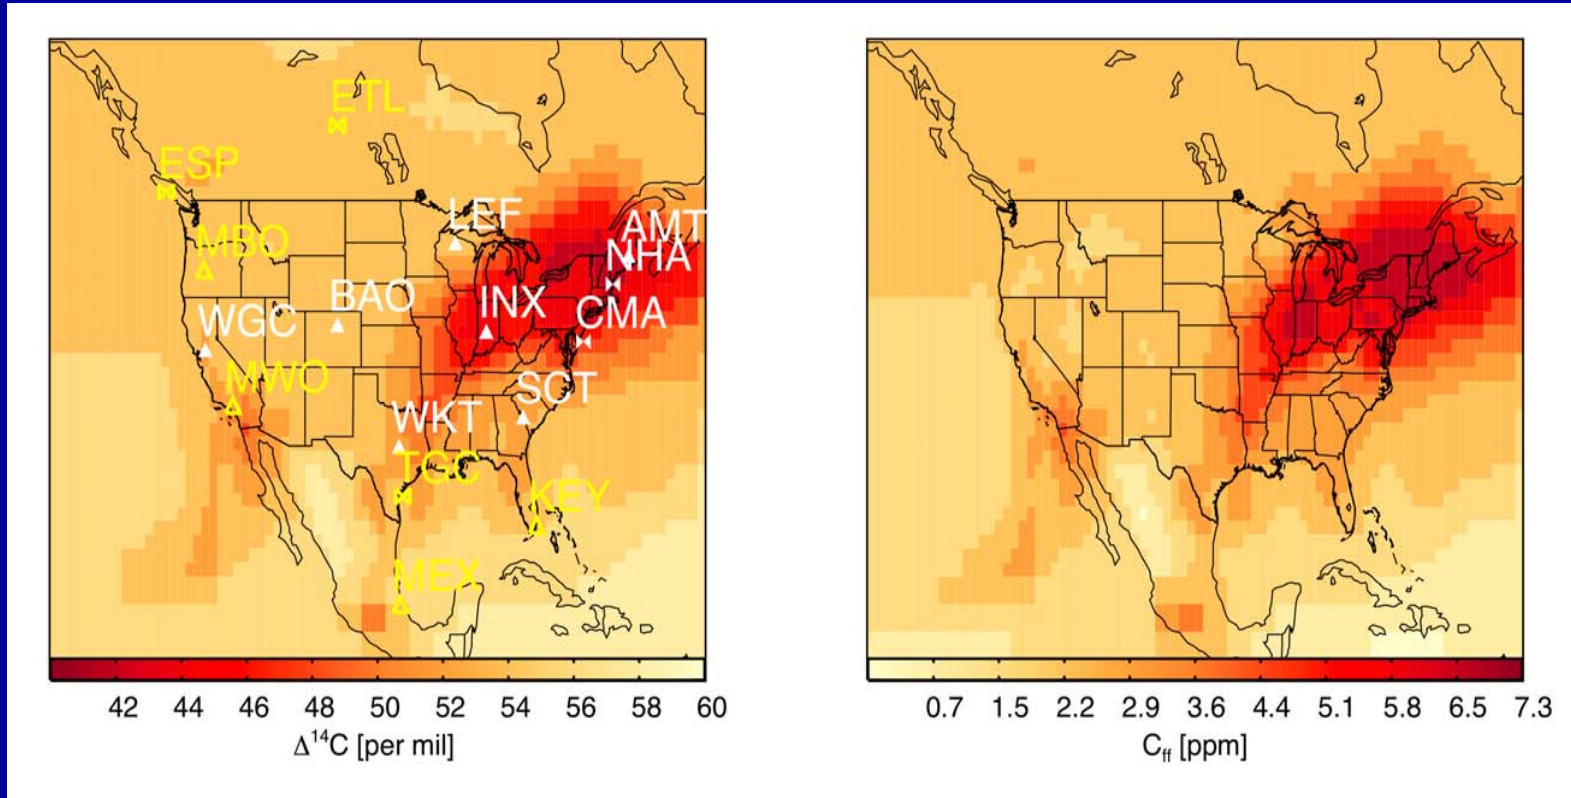 ETL
ESP
LEF
AMT
MBO
NHA
BAO
INX
WGC
CMA
MWO
SCT
WKT
TGC
KEY
MEX
42 44 46 48 50 52 54 56 58 60
Δ¹⁴C [per mil]
0.7 1.5 2.2 2.9 3.6 4.4 5.1 5.8 6.5 7.3
Cff [ppm]